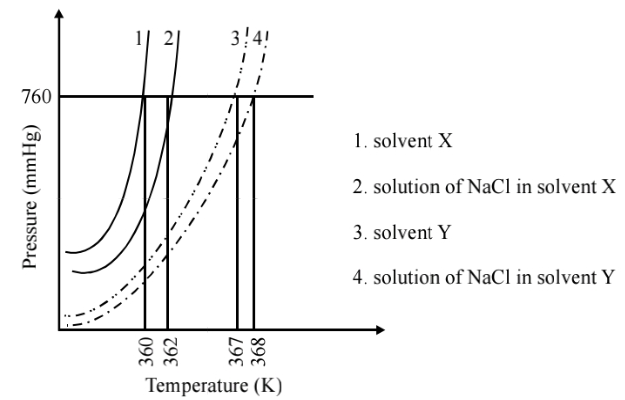 1 2 3 4
760
Pressure (mmHg)
1. solvent X
2. solution of NaCl in solvent X
3. solvent Y
4. solution of NaCl in solvent Y
360 362 367 368
Temperature (K)